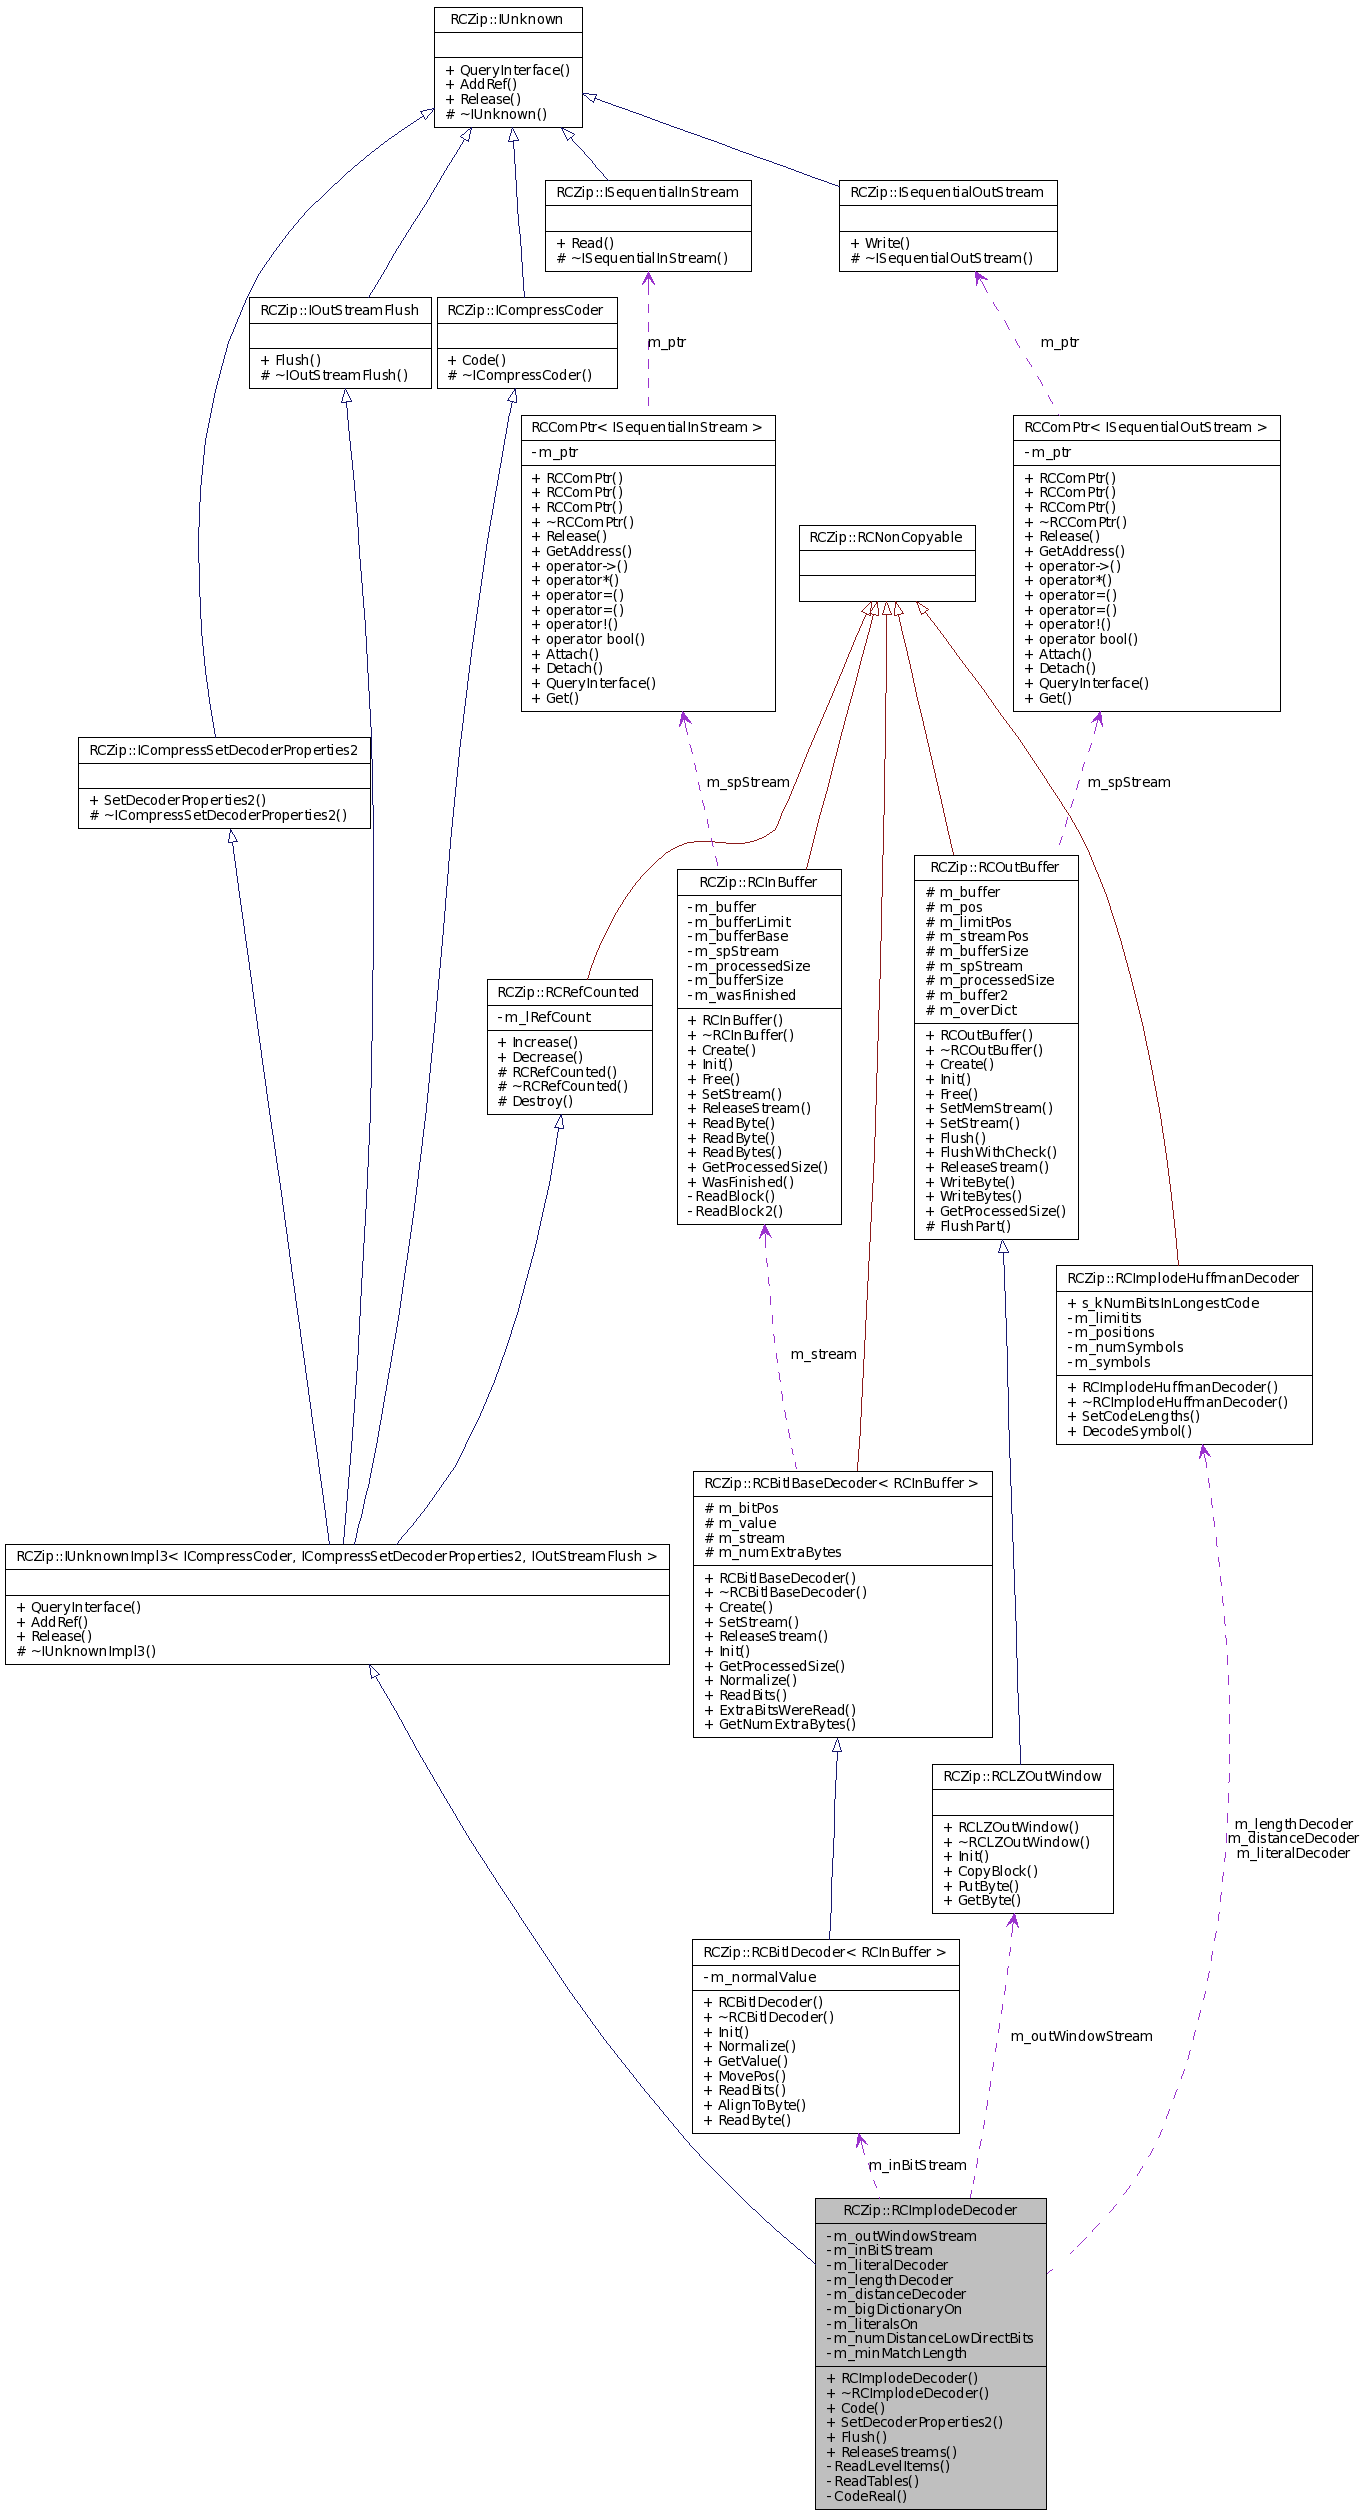 RCZip::IUnknown
+ QueryInterface()
+ AddRef()
+ Release()
# ~IUnknown()
RCZip::ISequentialInStream
+ Read()
# ~ISequentialInStream()
RCZip::ISequentialOutStream
+ Write()
# ~ISequentialOutStream()
RCZip::IOutStreamFlush
+ Flush()
# ~IOutStreamFlush()
RCZip::ICompressCoder
+ Code()
# ~ICompressCoder()
m_ptr
m_ptr
RCComPtr< ISequentialInStream >
- m_ptr
+ RCComPtr()
+ RCComPtr()
+ RCComPtr()
+ ~RCComPtr()
+ Release()
+ GetAddress()
+ operator->()
+ operator*()
+ operator=()
+ operator=()
+ operator!()
+ operator bool()
+ Attach()
+ Detach()
+ QueryInterface()
+ Get()
RCComPtr< ISequentialOutStream >
- m_ptr
+ RCComPtr()
+ RCComPtr()
+ RCComPtr()
+ ~RCComPtr()
+ Release()
+ GetAddress()
+ operator->()
+ operator*()
+ operator=()
+ operator=()
+ operator!()
+ operator bool()
+ Attach()
+ Detach()
+ QueryInterface()
+ Get()
RCZip::RCNonCopyable
RCZip::ICompressSetDecoderProperties2
+ SetDecoderProperties2()
# ~ICompressSetDecoderProperties2()
m_spStream
m_spStream
RCZip::RCInBuffer
- m_buffer
- m_bufferLimit
- m_bufferBase
- m_spStream
- m_processedSize
- m_bufferSize
- m_wasFinished
+ RCInBuffer()
+ ~RCInBuffer()
+ Create()
+ Init()
+ Free()
+ SetStream()
+ ReleaseStream()
+ ReadByte()
+ ReadByte()
+ ReadBytes()
+ GetProcessedSize()
+ WasFinished()
- ReadBlock()
- ReadBlock2()
RCZip::RCOutBuffer
# m_buffer
# m_pos
# m_limitPos
# m_streamPos
# m_bufferSize
# m_spStream
# m_processedSize
# m_buffer2
# m_overDict
+ RCOutBuffer()
+ ~RCOutBuffer()
+ Create()
+ Init()
+ Free()
+ SetMemStream()
+ SetStream()
+ Flush()
+ FlushWithCheck()
+ ReleaseStream()
+ WriteByte()
+ WriteBytes()
+ GetProcessedSize()
# FlushPart()
RCZip::RCRefCounted
- m_lRefCount
+ Increase()
+ Decrease()
# RCRefCounted()
# ~RCRefCounted()
# Destroy()
RCZip::RCImplodeHuffmanDecoder
+ s_kNumBitsInLongestCode
- m_limitits
- m_positions
- m_numSymbols
- m_symbols
+ RCImplodeHuffmanDecoder()
+ ~RCImplodeHuffmanDecoder()
+ SetCodeLengths()
+ DecodeSymbol()
m_stream
RCZip::RCBitlBaseDecoder< RCInBuffer >
# m_bitPos
# m_value
# m_stream
# m_numExtraBytes
+ RCBitlBaseDecoder()
+ ~RCBitlBaseDecoder()
+ Create()
+ SetStream()
+ ReleaseStream()
+ Init()
+ GetProcessedSize()
+ Normalize()
+ ReadBits()
+ ExtraBitsWereRead()
+ GetNumExtraBytes()
RCZip::IUnknownImpl3< ICompressCoder, ICompressSetDecoderProperties2, IOutStreamFlush >
+ QueryInterface()
+ AddRef()
+ Release()
# ~IUnknownImpl3()
RCZip::RCLZOutWindow
+ RCLZOutWindow()
+ ~RCLZOutWindow()
+ Init()
+ CopyBlock()
+ PutByte()
+ GetByte()
m_lengthDecoder
m_distanceDecoder
m_literalDecoder
RCZip::RCBitlDecoder< RCInBuffer >
- m_normalValue
+ RCBitlDecoder()
+ ~RCBitlDecoder()
+ Init()
+ Normalize()
+ GetValue()
+ MovePos()
+ ReadBits()
+ AlignToByte()
+ ReadByte()
m_outWindowStream
m_inBitStream
RCZip::RCImplodeDecoder
- m_outWindowStream
- m_inBitStream
- m_literalDecoder
- m_lengthDecoder
- m_distanceDecoder
- m_bigDictionaryOn
- m_literalsOn
- m_numDistanceLowDirectBits
- m_minMatchLength
+ RCImplodeDecoder()
+ ~RCImplodeDecoder()
+ Code()
+ SetDecoderProperties2()
+ Flush()
+ ReleaseStreams()
- ReadLevelItems()
- ReadTables()
- CodeReal()